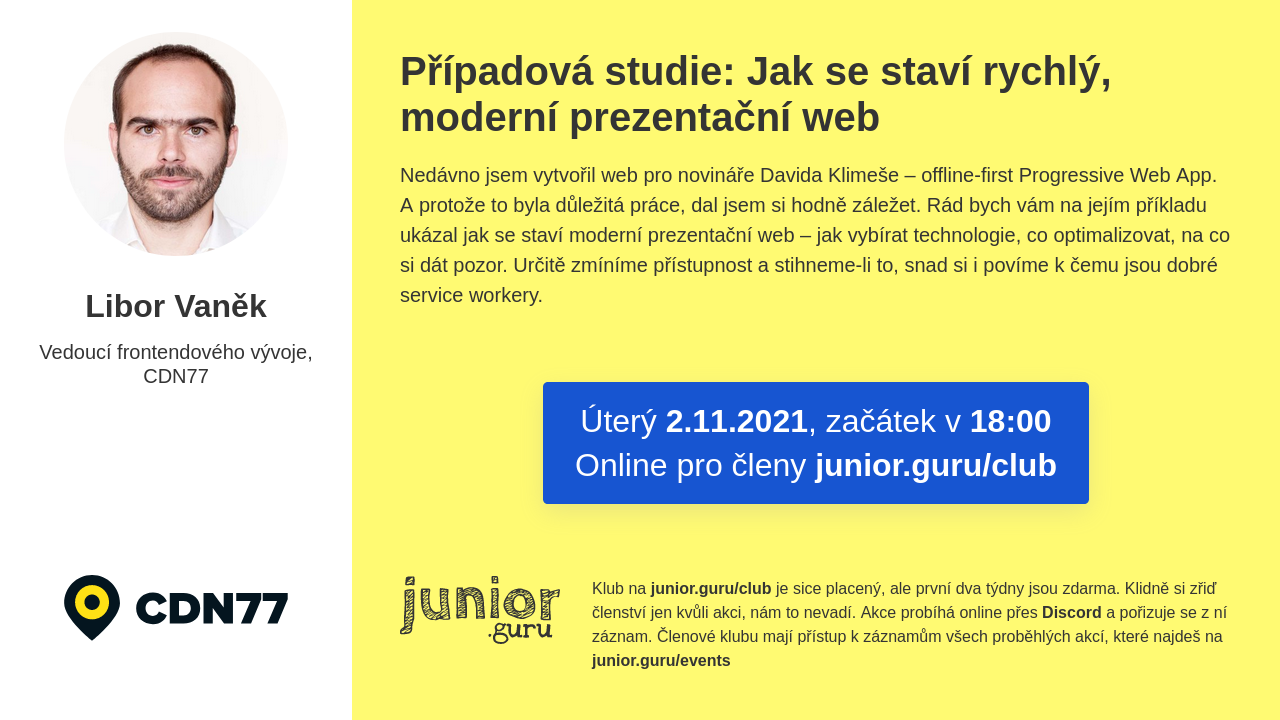 Libor Vaněk
Vedoucí frontendového vývoje,
CDN77
CDN77
Případová studie: Jak se staví rychlý,
moderní prezentační web
Nedávno jsem vytvořil web pro novináře Davida Klimeše – offline-first Progressive Web App.
A protože to byla důležitá práce, dal jsem si hodně záležet. Rád bych vám na jejím příkladu
ukázal jak se staví moderní prezentační web – jak vybírat technologie, co optimalizovat, na co
si dát pozor. Určitě zmíníme přístupnost a stihneme-li to, snad si i povíme k čemu jsou dobré
service workery.
Úterý 2.11.2021, začátek v 18:00
Online pro členy junior.guru/club
junior
.guru
Klub na junior.guru/club je sice placený, ale první dva týdny jsou zdarma. Klidně si zřiď
členství jen kvůli akci, nám to nevadí. Akce probíhá online přes Discord a pořizuje se z ní
záznam. Členové klubu mají přístup k záznamům všech proběhlých akcí, které najdeš na
junior.guru/events